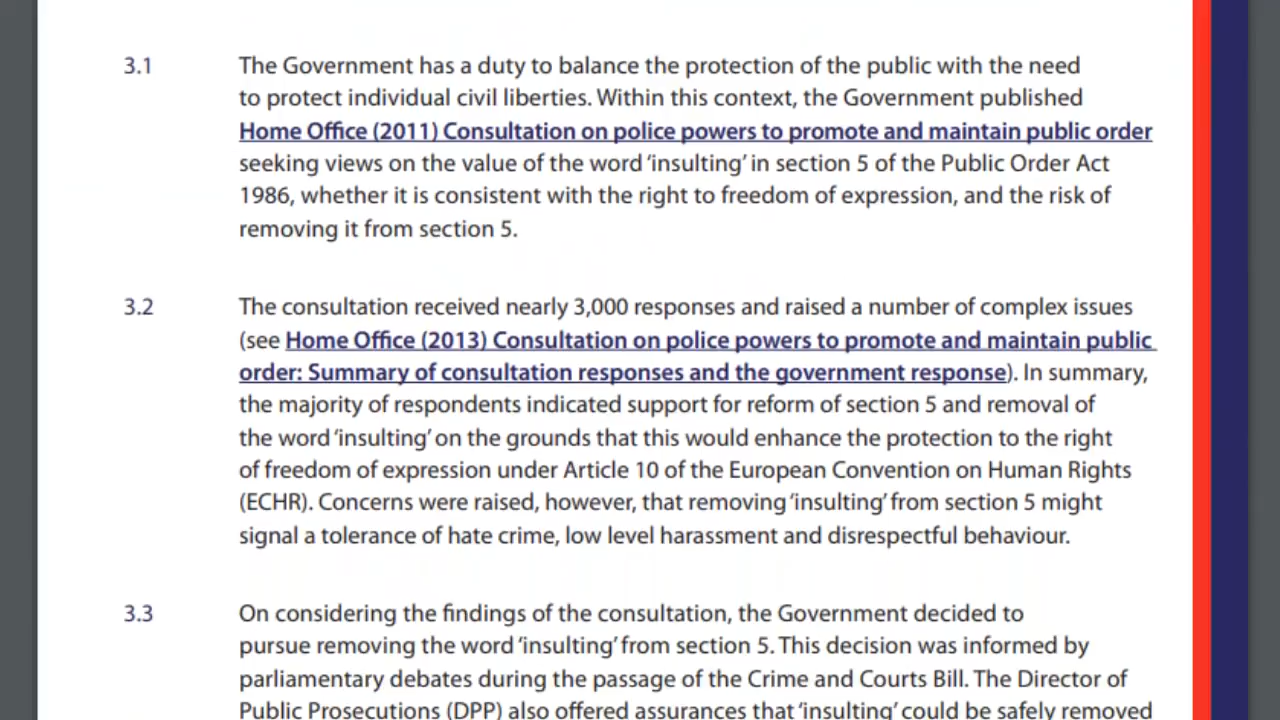 3.1 The Government has a duty to balance the protection of the public with the need
to protect individual civil liberties. Within this context, the Government published
Home Office (2011) Consultation on police powers to promote and maintain public order
seeking views on the value of the word ‘insulting’ in section 5 of the Public Order Act
1986, whether it is consistent with the right to freedom of expression, and the risk of
removing it from section 5.
3.2 The consultation received nearly 3,000 responses and raised a number of complex issues
(see Home Office (2013) Consultation on police powers to promote and maintain public
order: Summary of consultation responses and the government response). In summary,
the majority of respondents indicated support for reform of section 5 and removal of
the word ‘insulting’ on the grounds that this would enhance the protection to the right
of freedom of expression under Article 10 of the European Convention on Human Rights
(ECHR). Concerns were raised, however, that removing ‘insulting’ from section 5 might
signal a tolerance of hate crime, low level harassment and disrespectful behaviour.
3.3 On considering the findings of the consultation, the Government decided to
pursue removing the word ‘insulting’ from section 5. This decision was informed by
parliamentary debates during the passage of the Crime and Courts Bill. The Director of
Public Prosecutions (DPP) also offered assurances that ‘insulting’ could be safely removed